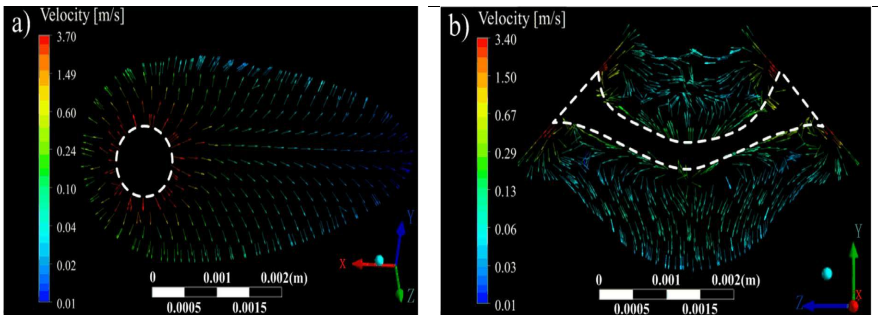 a)
Velocity [m/s]
3.70
1.49
0.60
0.24
0.10
0.04
0.02
0.01
0 0.001 0.002(m)
0.0005 0.0015
X
Y
Z
b)
Velocity [m/s]
3.40
1.50
0.67
0.29
0.13
0.06
0.03
0.01
0 0.001 0.002(m)
0.0005 0.0015
Y
Z
X